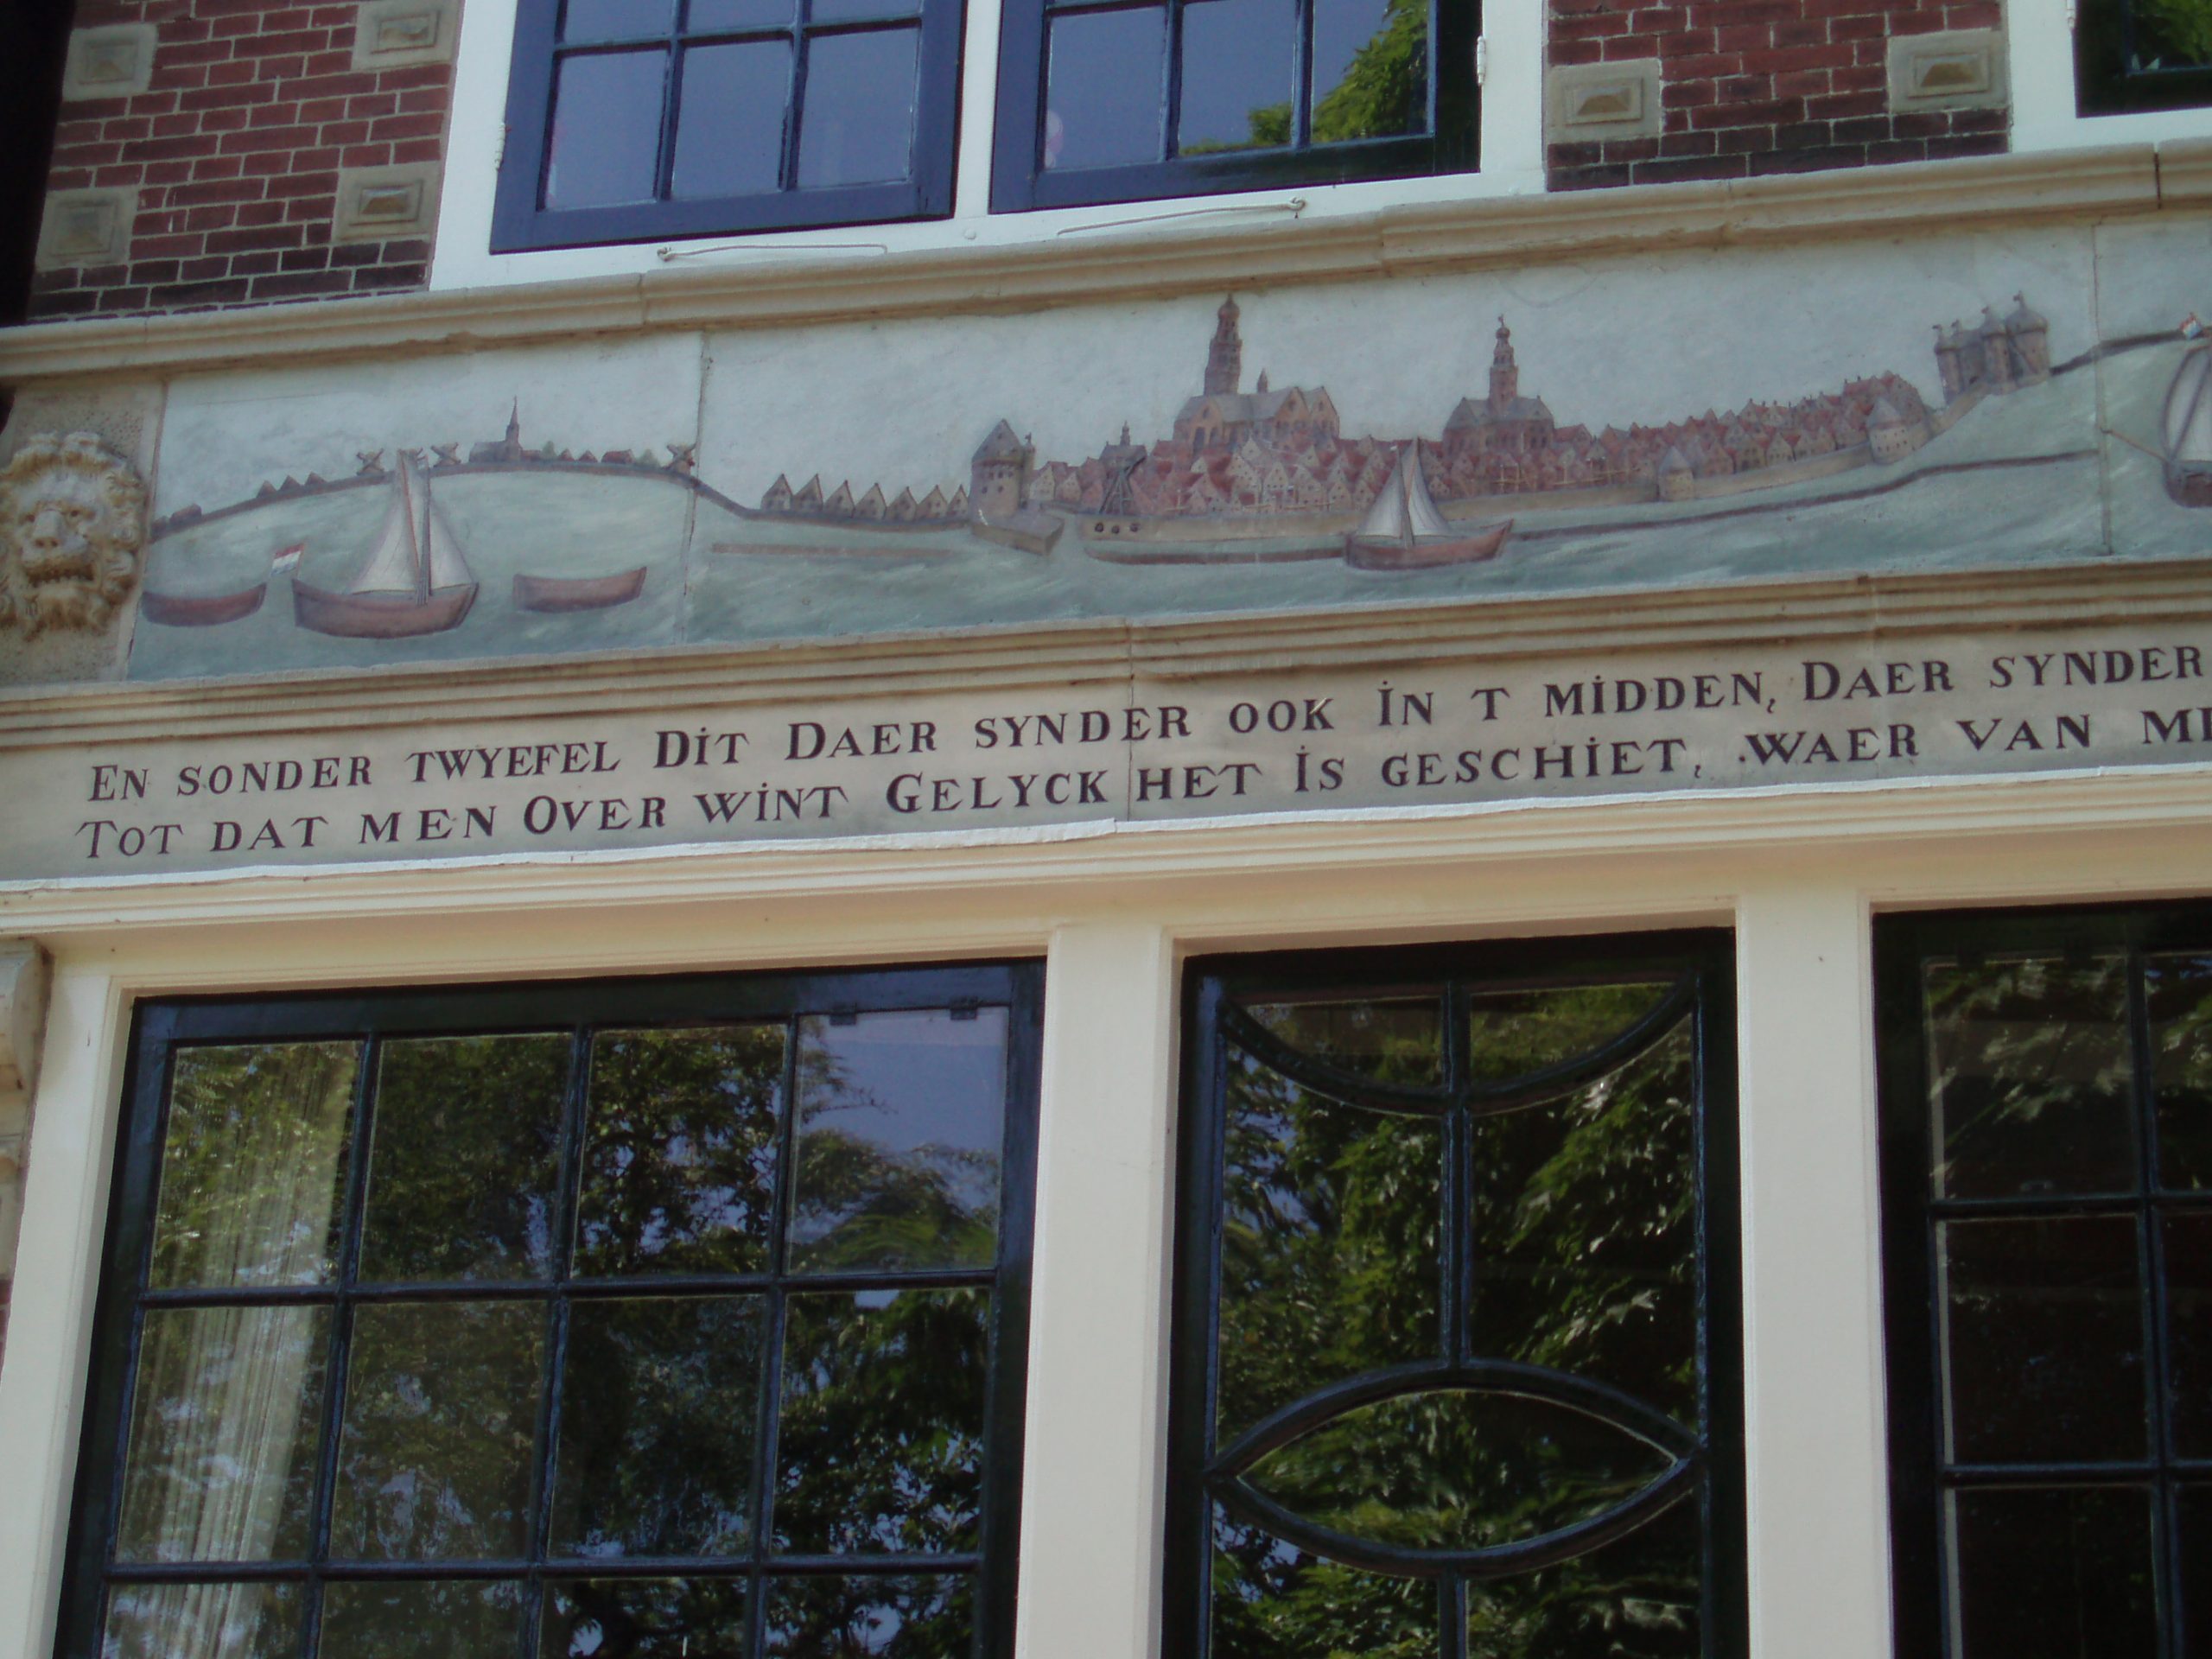 EN SONDER TWYEFEL DIT DAER SYNDER OOK IN T MIDDEN, DAER SYNDER
TOT DAT MEN OVER WINT GELYCK HET IS GESCHIET, .WAER VAN